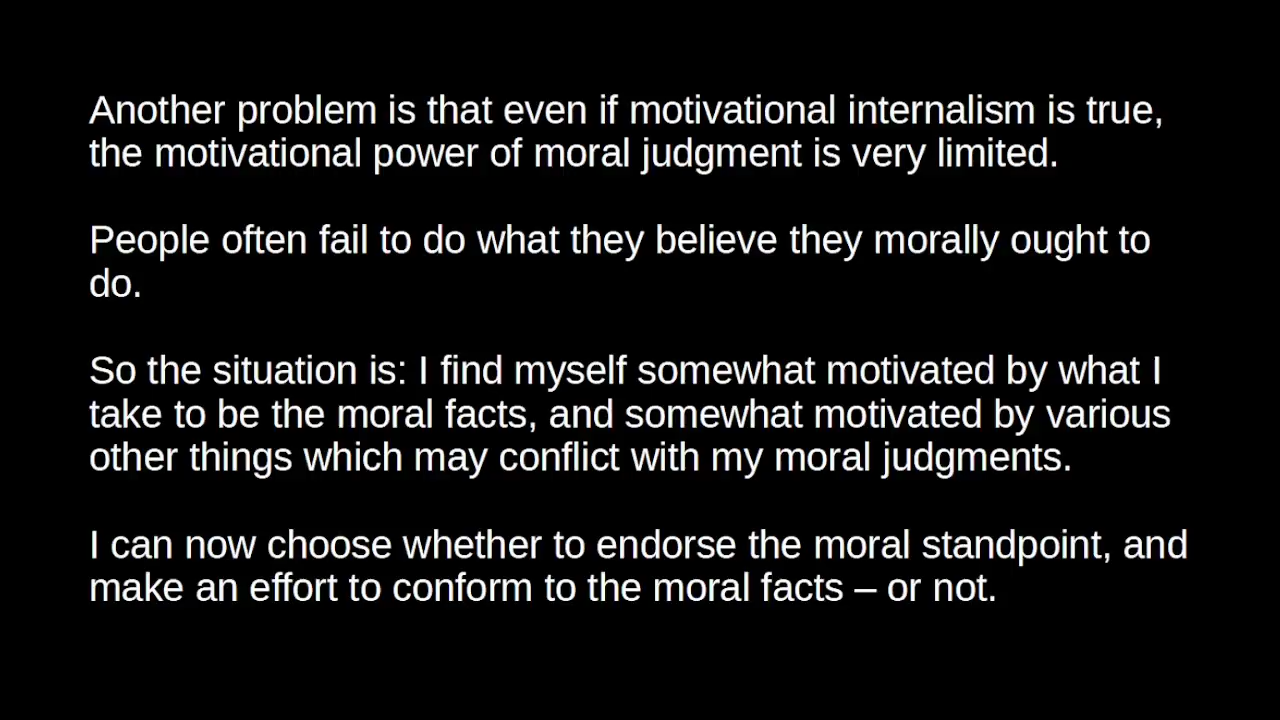 Another problem is that even if motivational internalism is true,
the motivational power of moral judgment is very limited.
People often fail to do what they believe they morally ought to
do.
So the situation is: I find myself somewhat motivated by what I
take to be the moral facts, and somewhat motivated by various
other things which may conflict with my moral judgments.
I can now choose whether to endorse the moral standpoint, and
make an effort to conform to the moral facts – or not.